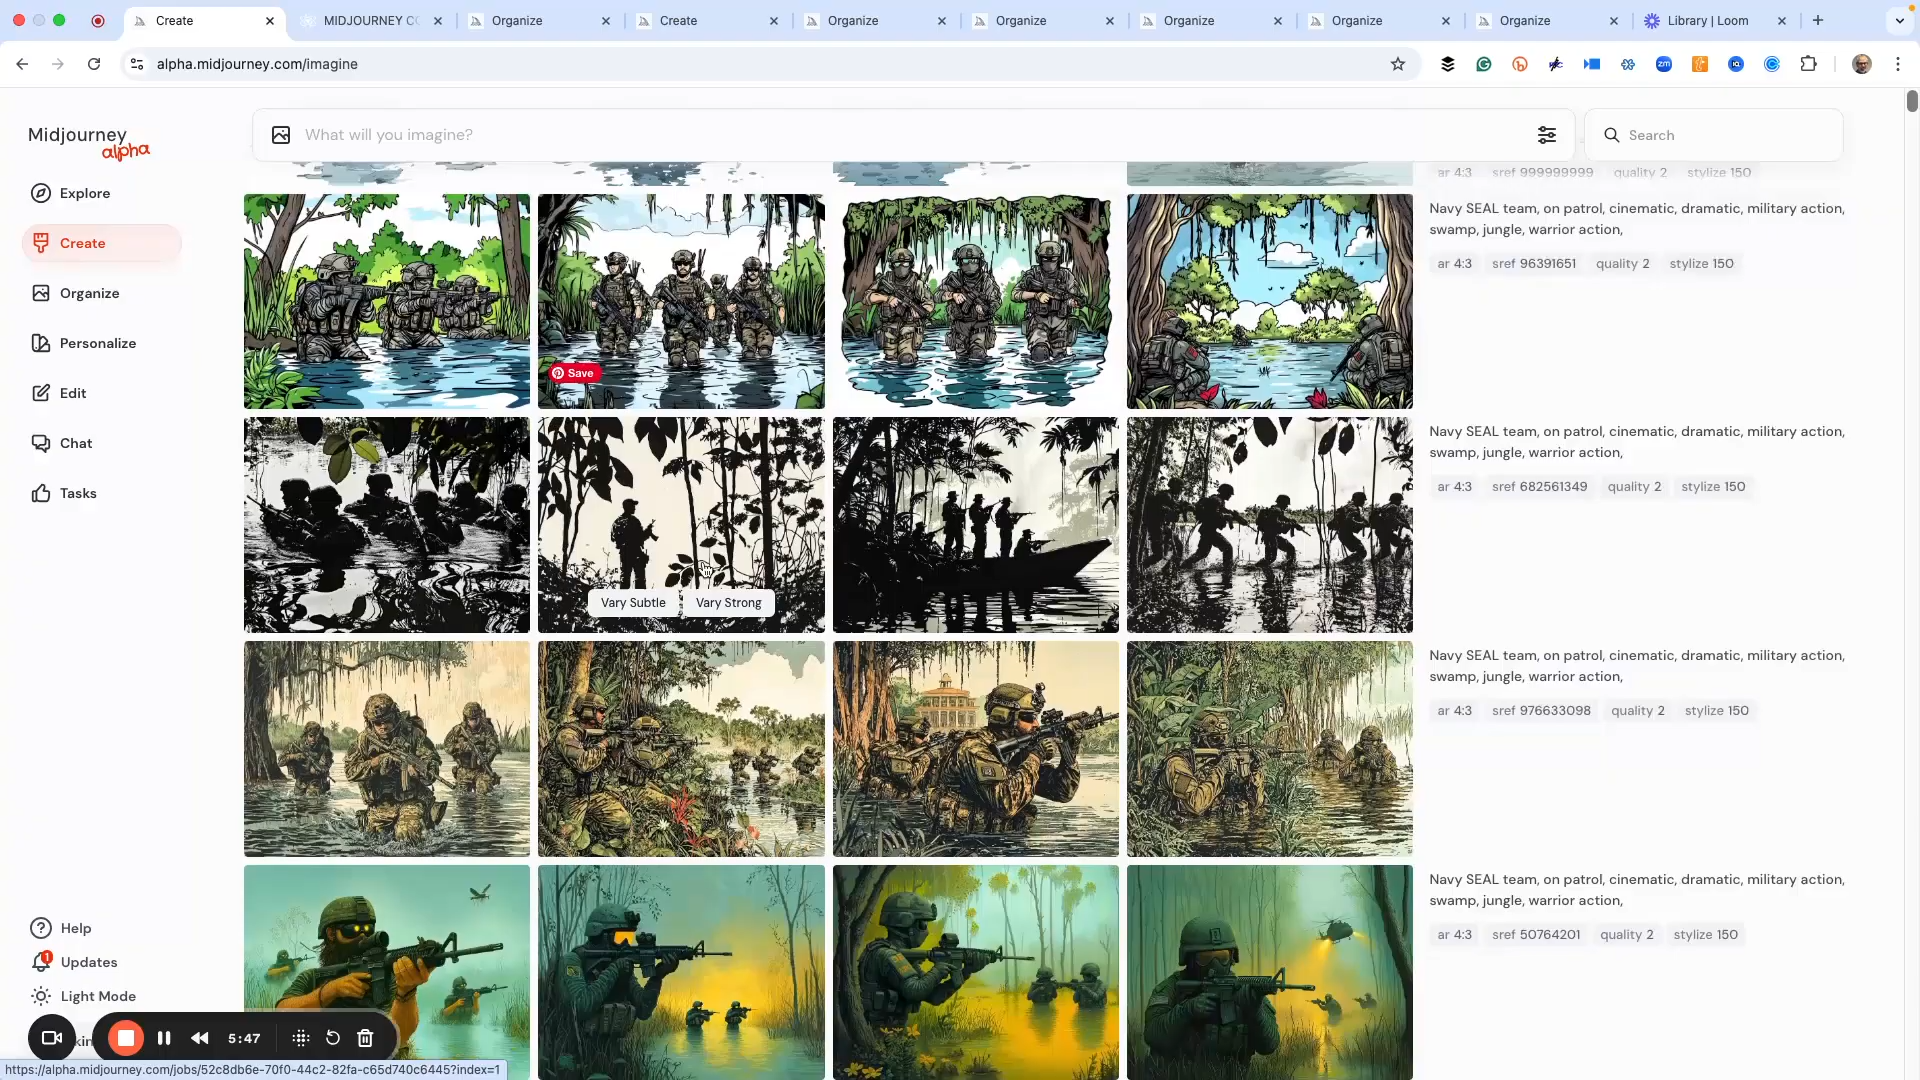 Create
MIDJOURNEY CO
Organize
Create
Organize
Organize
Organize
Organize
Organize
Library | Loom
alpha.midjourney.com/imagine
Midjourney
alpha
What will you imagine?
Search
Explore
Create
Organize
Personalize
Edit
Chat
Tasks
Help
1
Updates
Light Mode
5:47
https://alpha.midjourney.com/jobs/52c8db6e-70f0-44c2-82fa-c65d740c6445?index=1
Save
Vary Subtle
Vary Strong
ar 4:3 sref 999999999 quality 2 stylize 150
Navy SEAL team, on patrol, cinematic, dramatic, military action,
swamp, jungle, warrior action,
ar 4:3 sref 96391651 quality 2 stylize 150
Navy SEAL team, on patrol, cinematic, dramatic, military action,
swamp, jungle, warrior action,
ar 4:3 sref 682561349 quality 2 stylize 150
Navy SEAL team, on patrol, cinematic, dramatic, military action,
swamp, jungle, warrior action,
ar 4:3 sref 976633098 quality 2 stylize 150
Navy SEAL team, on patrol, cinematic, dramatic, military action,
swamp, jungle, warrior action,
ar 4:3 sref 50764201 quality 2 stylize 150